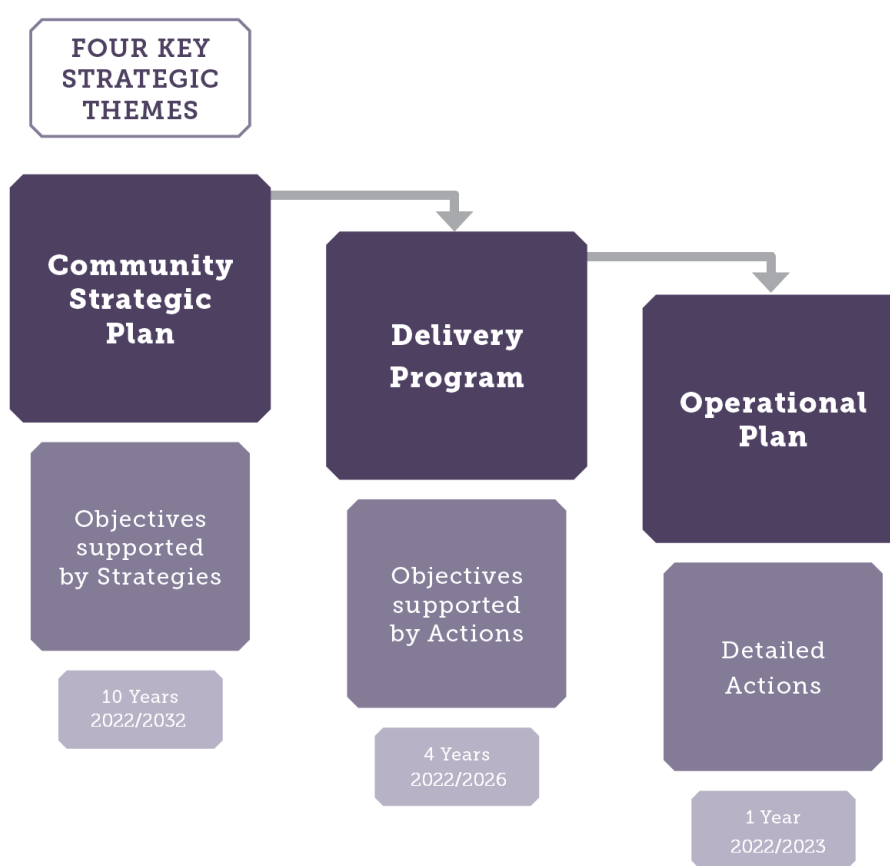 FOUR KEY
STRATEGIC
THEMES
Community
Strategic
Plan
Objectives
supported
by Strategies
10 Years
2022/2032
Delivery
Program
Objectives
supported
by Actions
4 Years
2022/2026
Operational
Plan
Detailed
Actions
1 Year
2022/2023